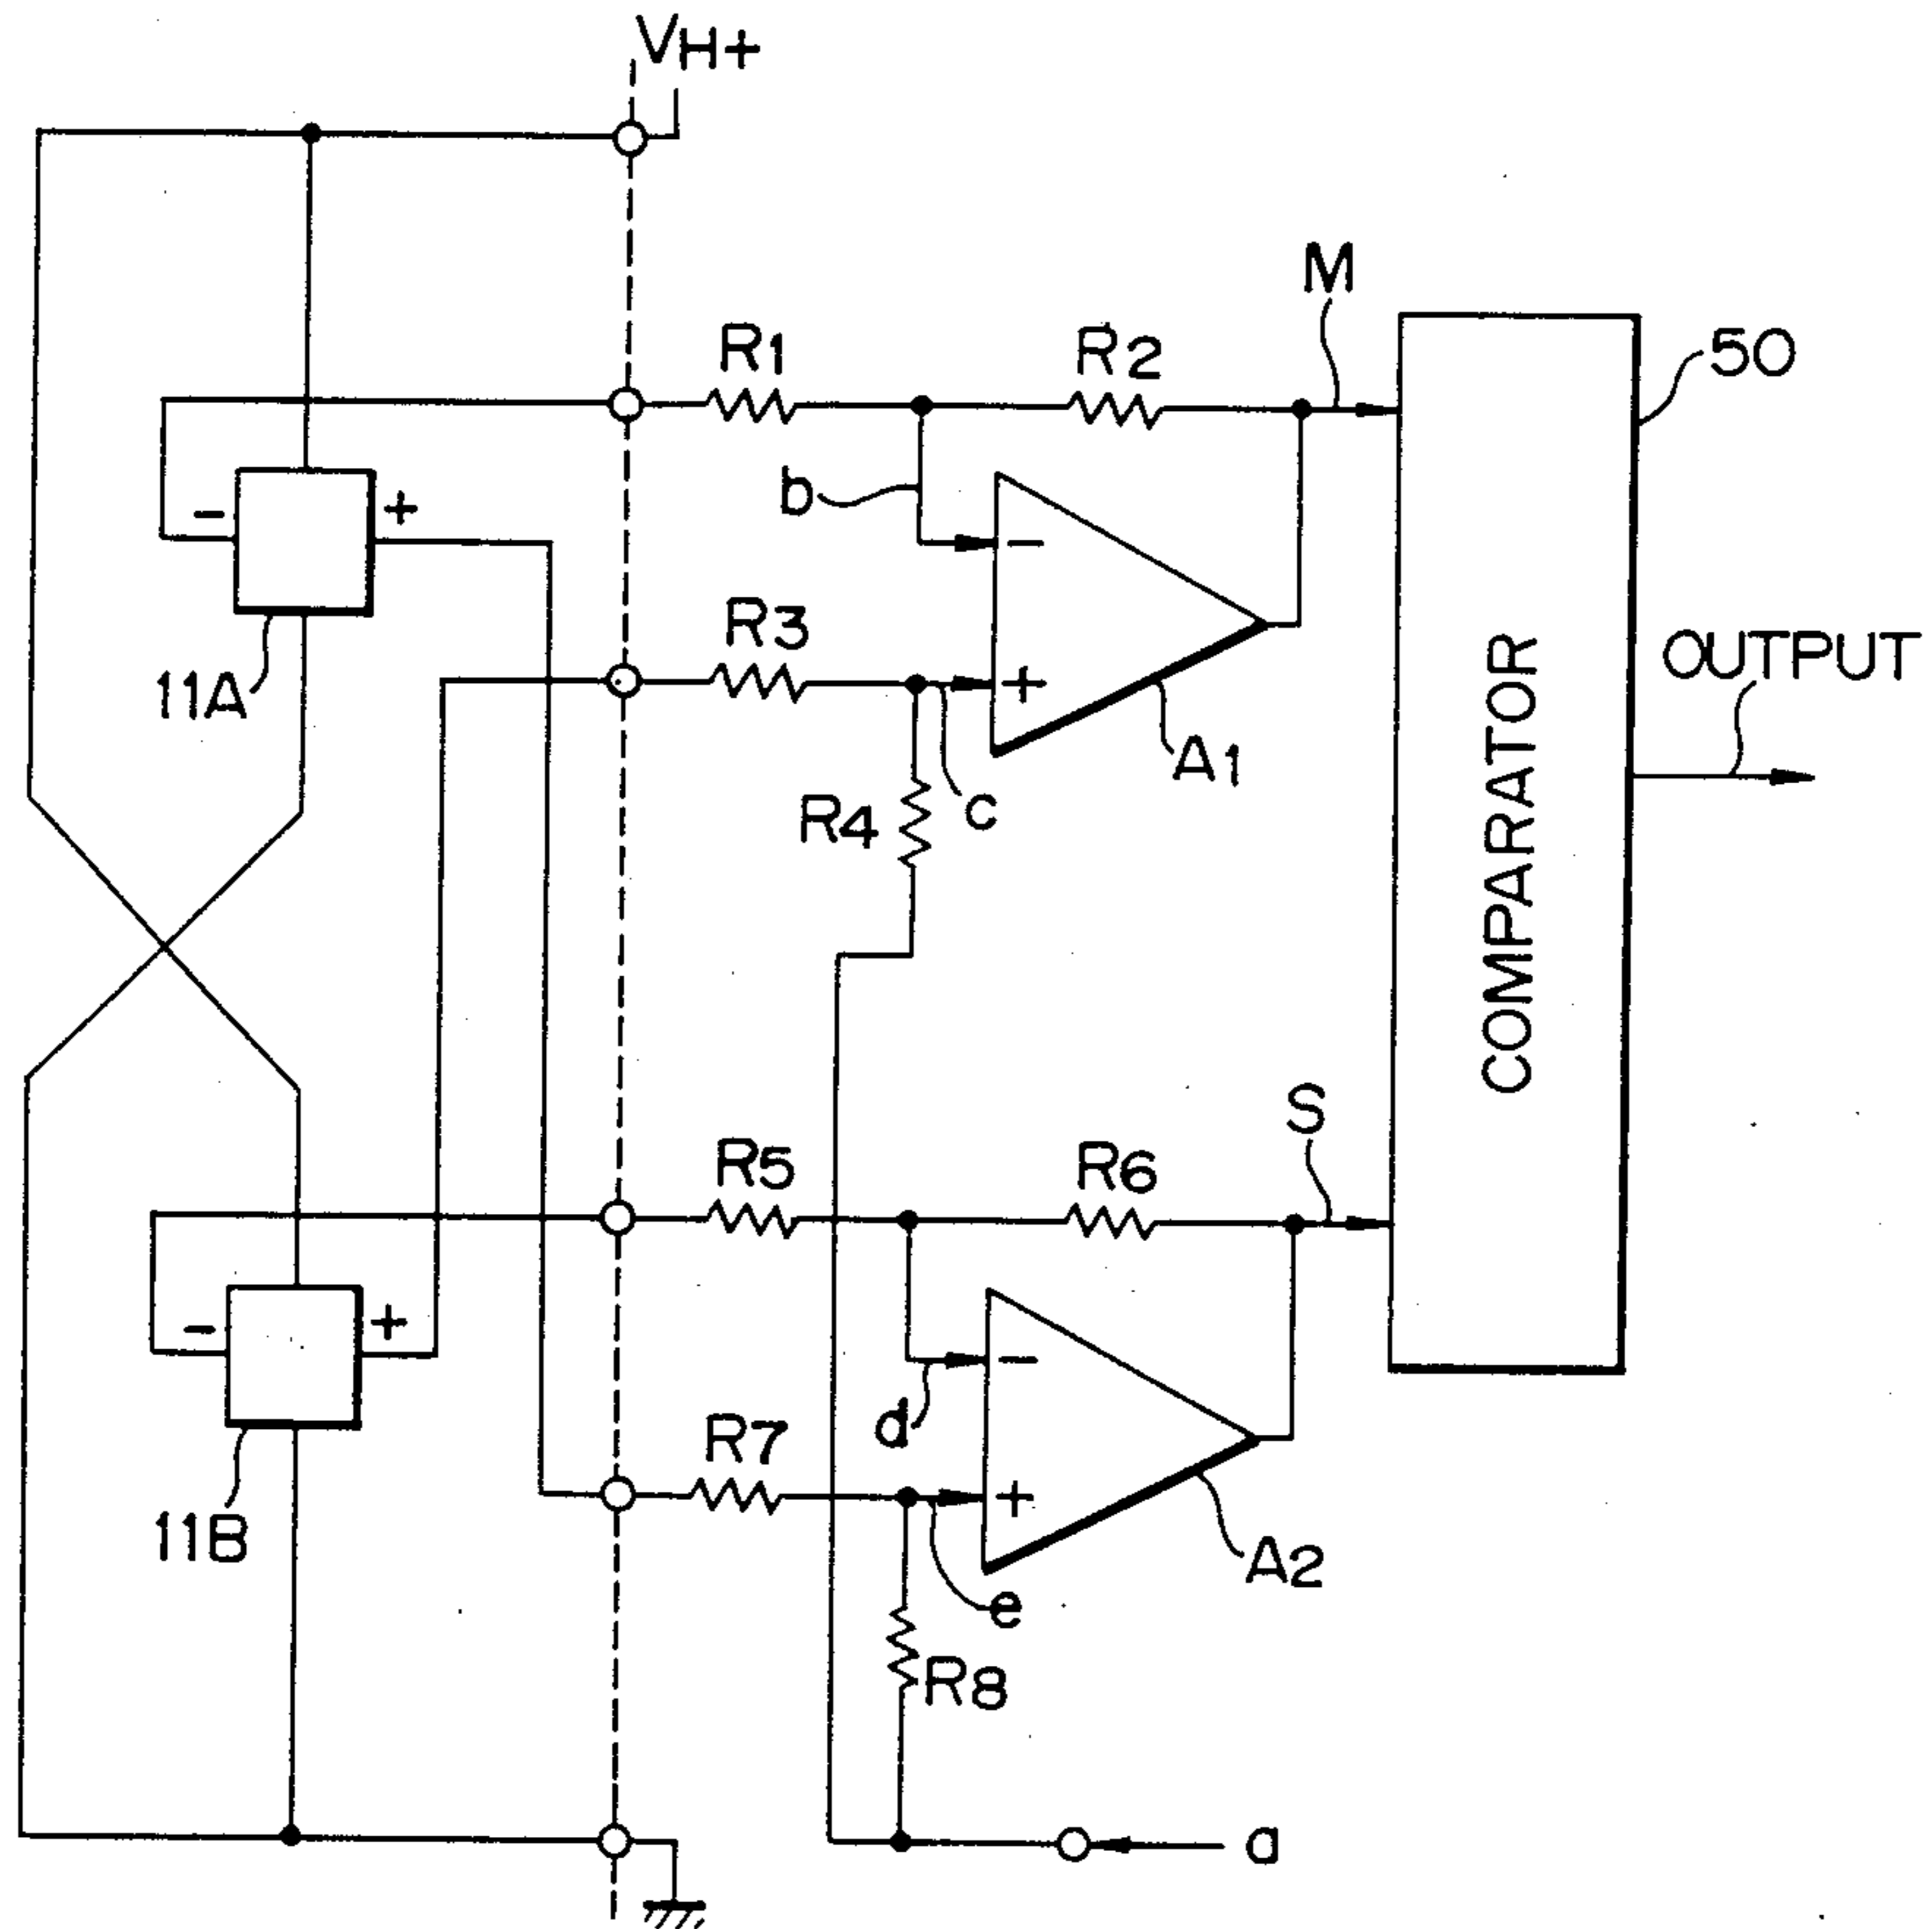 VH+
M
R1
R2
50
b
-
+
-
R3
+
OUTPUT
11A
A1
R4
c
COMPARATOR
S
R5
R6
-
+
-
d
R7
+
11B
A2
e
R8
a